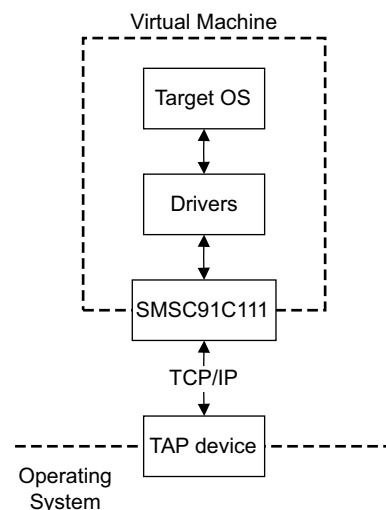 Virtual Machine
Target OS
Drivers
SMSC91C111
TCP/IP
TAP device
Operating
System